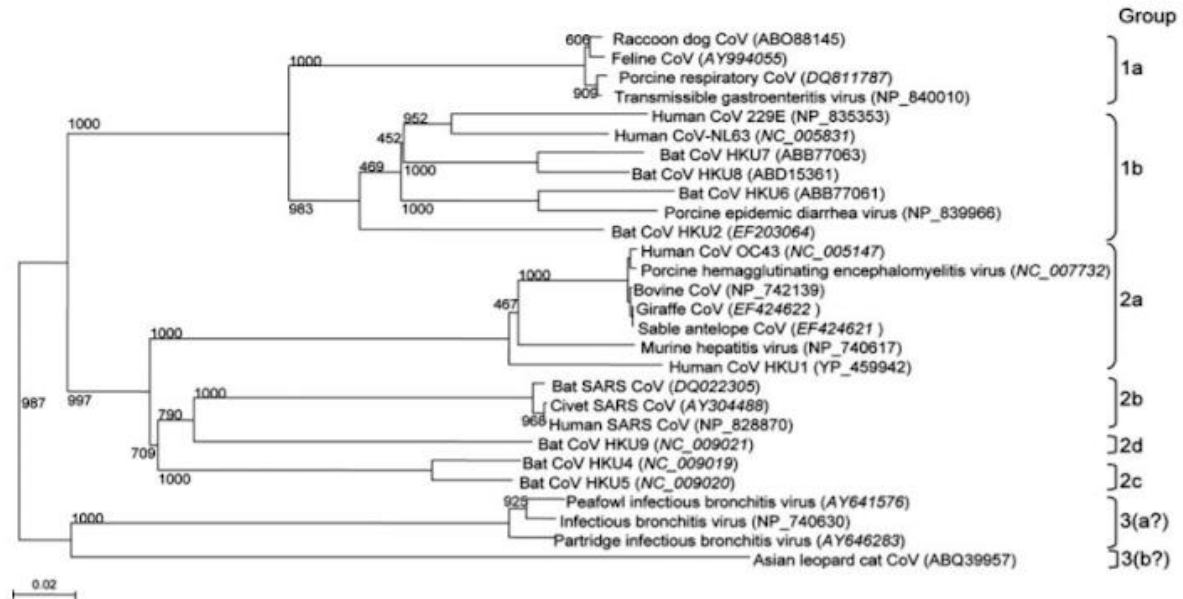 Group
606 Raccoon dog CoV (ABO88145)
Feline CoV (AY994055)
1000 Porcine respiratory CoV (DQ811787) 1a
909 Transmissible gastroenteritis virus (NP_840010)
952 Human CoV 229E (NP_835353)
1000 452 Human CoV-NL63 (NC_005831)
Bat CoV HKU7 (ABB77063)
469 1000 Bat CoV HKU8 (ABD15361) 1b
Bat CoV HKU6 (ABB77061)
983 1000 Porcine epidemic diarrhea virus (NP_839966)
Bat CoV HKU2 (EF203064)
Human CoV OC43 (NC_005147)
1000 Porcine hemagglutinating encephalomyelitis virus (NC_007732)
Bovine CoV (NP_742139)
467 Giraffe CoV (EF424622 ) 2a
1000 Sable antelope CoV (EF424621 )
Murine hepatitis virus (NP_740617)
Human CoV HKU1 (YP_459942)
1000 Bat SARS CoV (DQ022305)
987 997 Civet SARS CoV (AY304488) 2b
790 968 Human SARS CoV (NP_828870)
709 Bat CoV HKU9 (NC_009021) 2d
Bat CoV HKU4 (NC_009019)
1000 Bat CoV HKU5 (NC_009020) 2c
925 Peafowl infectious bronchitis virus (AY641576)
1000 Infectious bronchitis virus (NP_740630) 3(a?)
Partridge infectious bronchitis virus (AY646283)
Asian leopard cat CoV (ABQ39957) 3(b?)
0.02